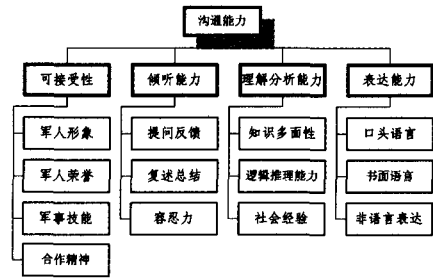 沟通能力
可接受性 倾听能力 理解分析能力 表达能力
军人形象 提问反馈 知识多面性 口头语言
军人荣誉 复述总结 逻辑推理能力 书面语言
军事技能 容忍力 社会经验 非语言表达
合作精神